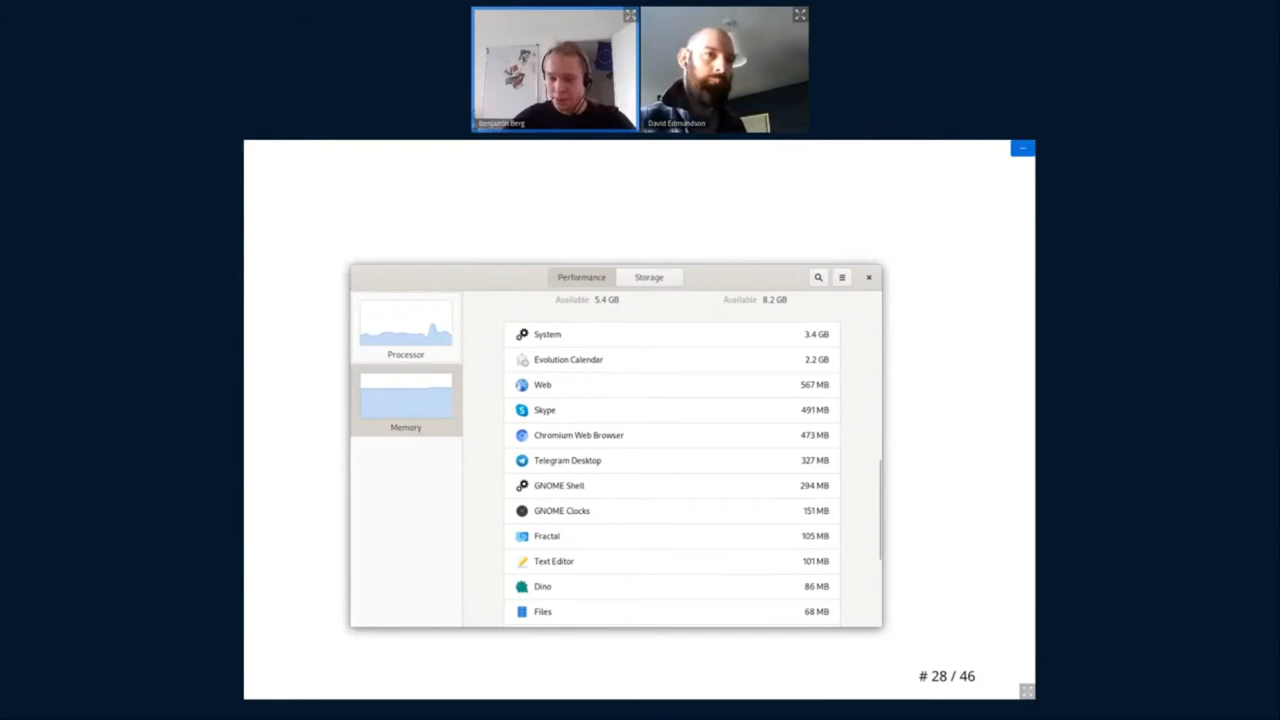 Benjamin Berg
David Edmundson
Performance
Storage
Available 5.4 GB
Available 8.2 GB
System 3.4 GB
Evolution Calendar 2.2 GB
Web 567 MB
Skype 491 MB
Chromium Web Browser 473 MB
Telegram Desktop 327 MB
GNOME Shell 294 MB
GNOME Clocks 151 MB
Fractal 105 MB
Text Editor 101 MB
Dino 86 MB
Files 68 MB
Processor
Memory
# 28 / 46